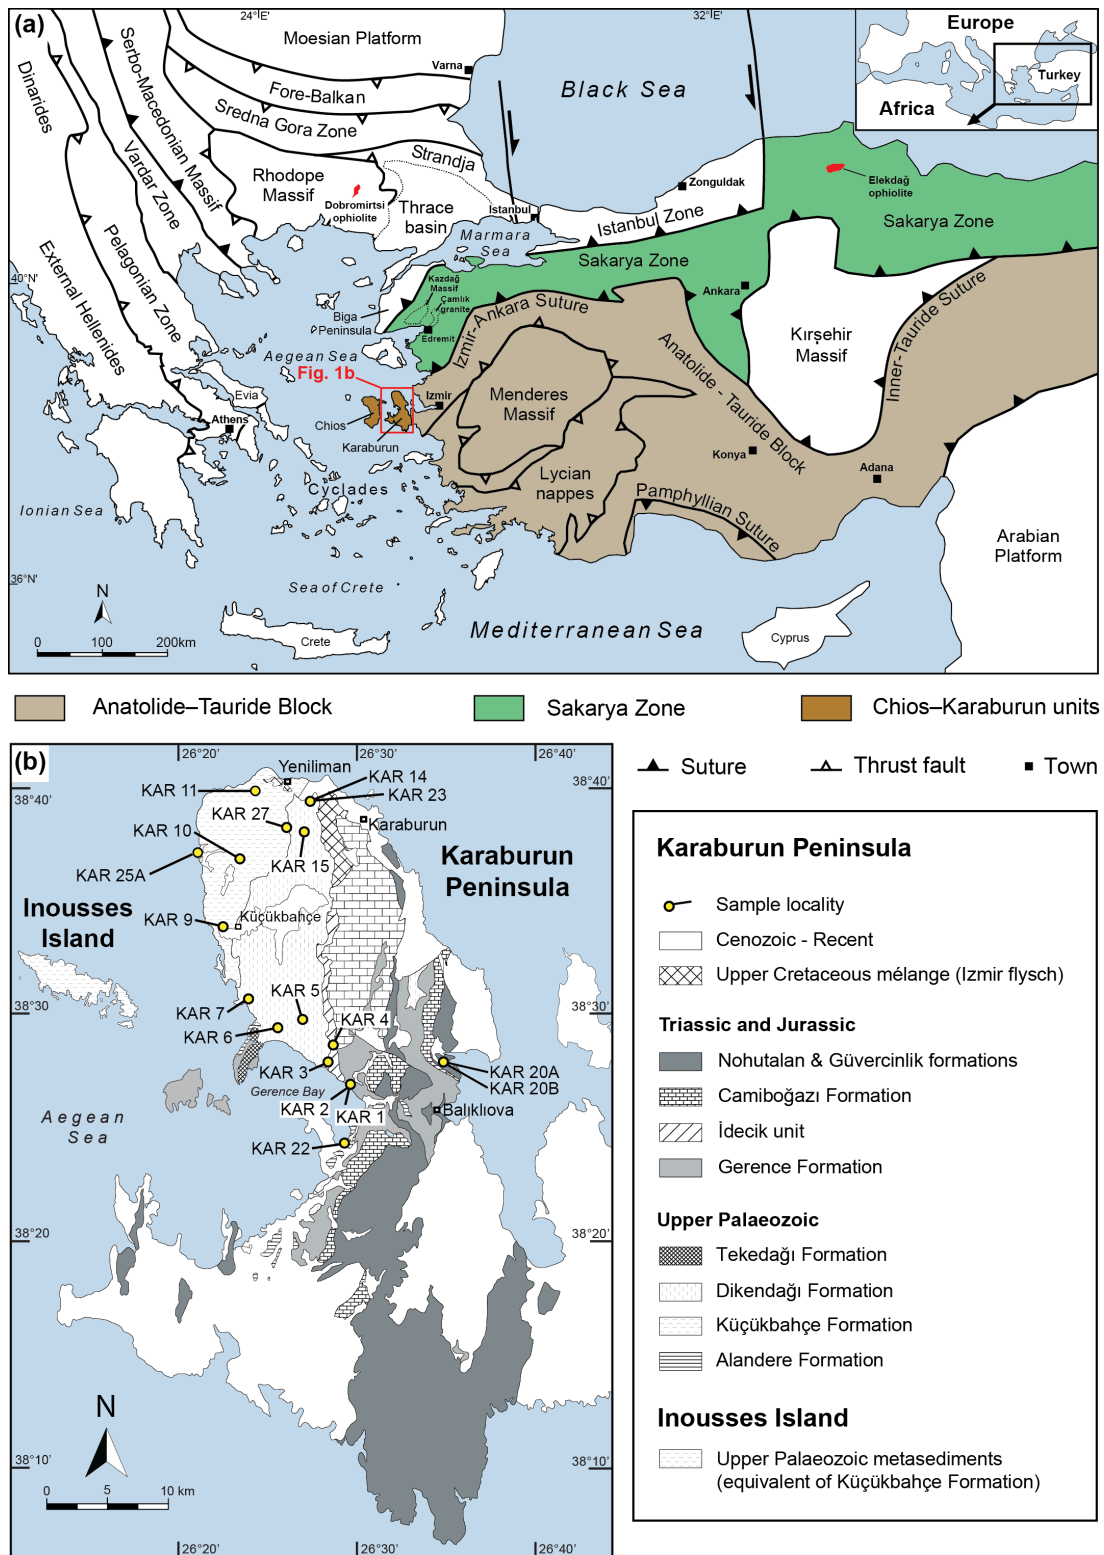 (a)
24°E'
32°E'
Moesian Platform
Varna
Fore-Balkan
Sredna Gora Zone
Serbo-Macedonian Massif
Dinarides
Vardar Zone
Pelagonian Zone
External Hellenides
Rhodope
Massif
Dobromirtsi
ophiolite
Strandja
Thrace
basin
Istanbul
Black Sea
Europe
Turkey
Africa
Zonguldak
Istanbul Zone
Elekdağ
ophiolite
Sakarya Zone
Marmara
Sea
Sakarya Zone
40°N'
Kazdağ
Massif
Çamlık
granite
Biga
Peninsula
Edremit
Izmir-Ankara Suture
Ankara
Kırşehir
Massif
Inner-Tauride Suture
Aegean Sea
Fig. 1b
Evia
Athens
Chios
Izmir
Karaburun
Menderes
Massif
Anatolide - Tauride Block
Konya
Adana
Lycian
nappes
Cyclades
Pamphyllian Suture
Ionian Sea
Arabian
Platform
36°N'
N
Sea of Crete
0 100 200km
Crete
Mediterranean Sea
Cyprus
Anatolide–Tauride Block
Sakarya Zone
Chios–Karaburun units
Suture
Thrust fault
Town
(b)
26°20'
26°30'
26°40'
38°40'
38°40'
Yeniliman
KAR 14
KAR 23
KAR 11
KAR 27
Karaburun
KAR 10
KAR 15
KAR 25A
Karaburun
Peninsula
Inousses
Island
KAR 9
Küçükbahçe
KAR 5
38°30'
38°30'
KAR 7
KAR 4
KAR 6
KAR 3
KAR 20A
KAR 20B
Gerence Bay
KAR 2
KAR 1
Balıklıova
Aegean
Sea
KAR 22
38°20
38°20
N
38°10'
38°10'
0 5 10 km
26°20'
26°30'
26°40'
Karaburun Peninsula
Sample locality
Cenozoic - Recent
Upper Cretaceous mélange (Izmir flysch)
Triassic and Jurassic
Nohutalan & Güvercinlik formations
Camiboğazı Formation
İdecik unit
Gerence Formation
Upper Palaeozoic
Tekedağı Formation
Dikendağı Formation
Küçükbahçe Formation
Alandere Formation
Inousses Island
Upper Palaeozoic metasediments
(equivalent of Küçükbahçe Formation)